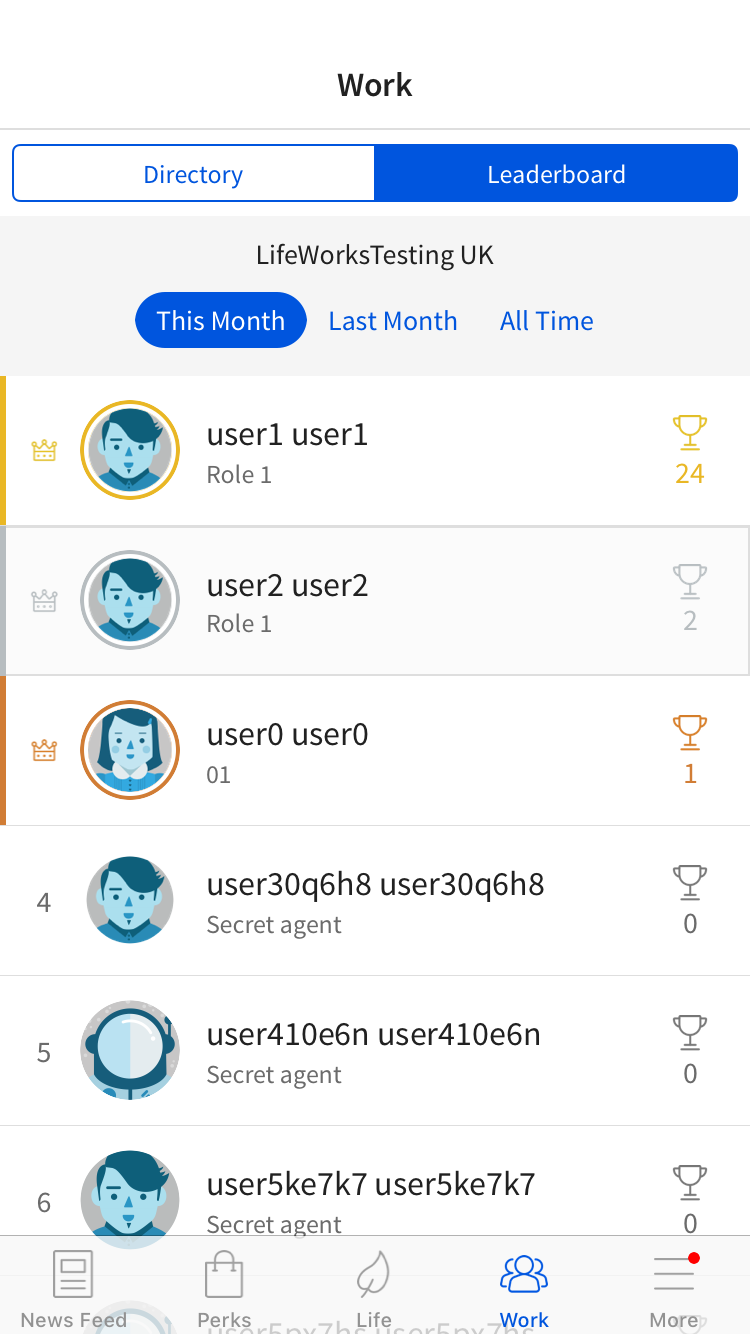 Work
Directory
Leaderboard
LifeWorksTesting UK
This Month
Last Month
All Time
user1 user1
Role 1
24
user2 user2
Role 1
2
user0 user0
01
1
4
user30q6h8 user30q6h8
Secret agent
0
5
user410e6n user410e6n
Secret agent
0
6
user5ke7k7 user5ke7k7
Secret agent
0
News Feed
Perks
Life
Work
More